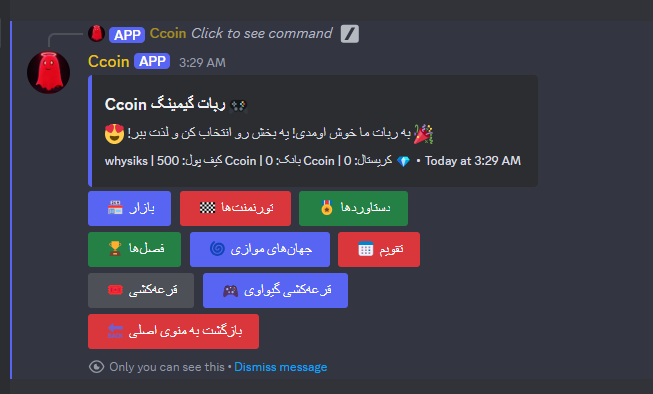 APP Ccoin Click to see command
Ccoin APP 3:29 AM
Ccoin ربات گیمینگ 🎮
🎉 به ربات ما خوش اومدی! یه بخش رو انتخاب کن و لذت ببر! 😍
whysiks | 500 :کیف پول Ccoin | 0 :بانک Ccoin | 0 :کریستال 💎 • Today at 3:29 AM
🏪 بازار
🏁 تورنمنت‌ها
🏅 دستاوردها
🏆 فصل‌ها
🌀 جهان‌های موازی
📅 تقویم
🎟️ قرعه‌کشی
🎮 قرعه‌کشی گیواوی
بازگشت به منوی اصلی
Only you can see this • Dismiss message